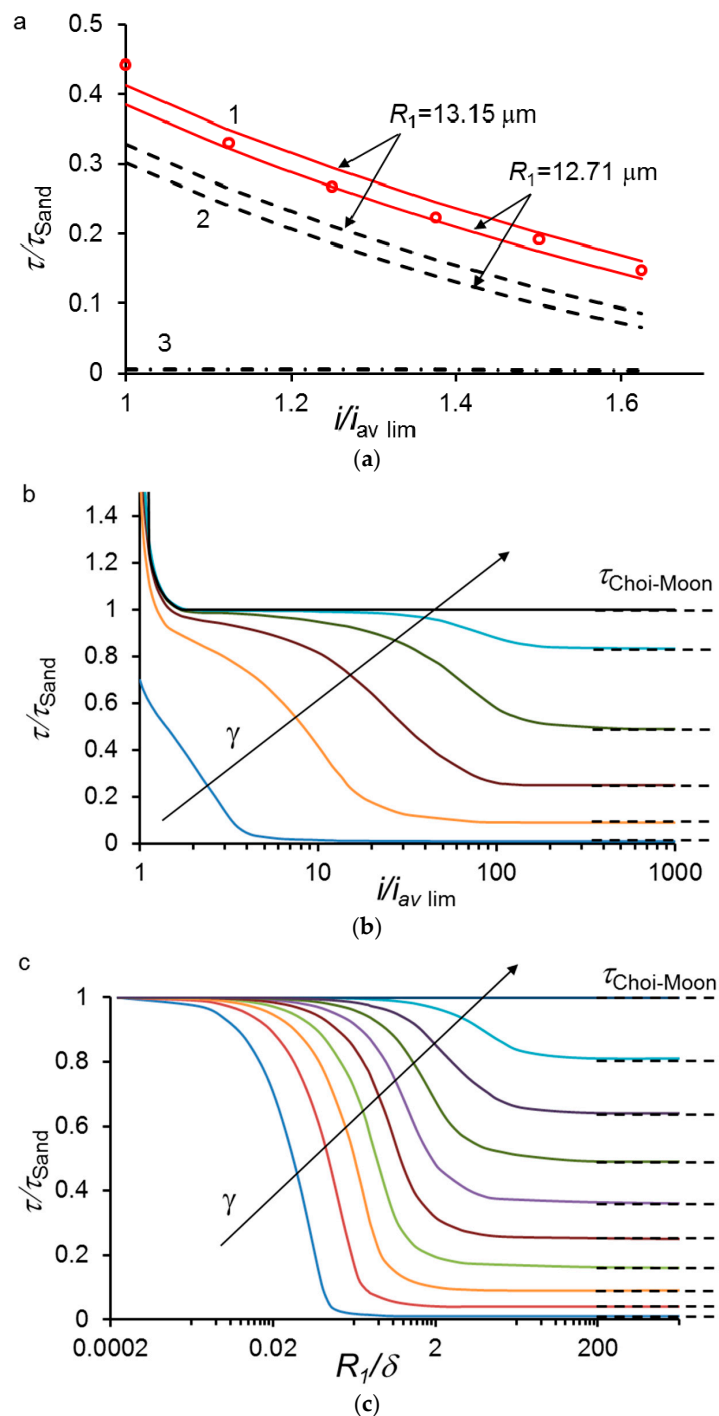 a
0.5
0.4
0.3
0.2
0.1
0
τ/τSand
1
2
3
R1=13.15 μm
R1=12.71 μm
1
1.2
1.4
1.6
i/iav lim
(a)
b
1.4
1.2
1
0.8
0.6
0.4
0.2
0
τ/τSand
γ
τChoi-Moon
1
10
100
1000
i/iav lim
(b)
c
1
0.8
0.6
0.4
0.2
0
τ/τSand
γ
τChoi-Moon
0.0002
0.02
2
200
R1/δ
(c)